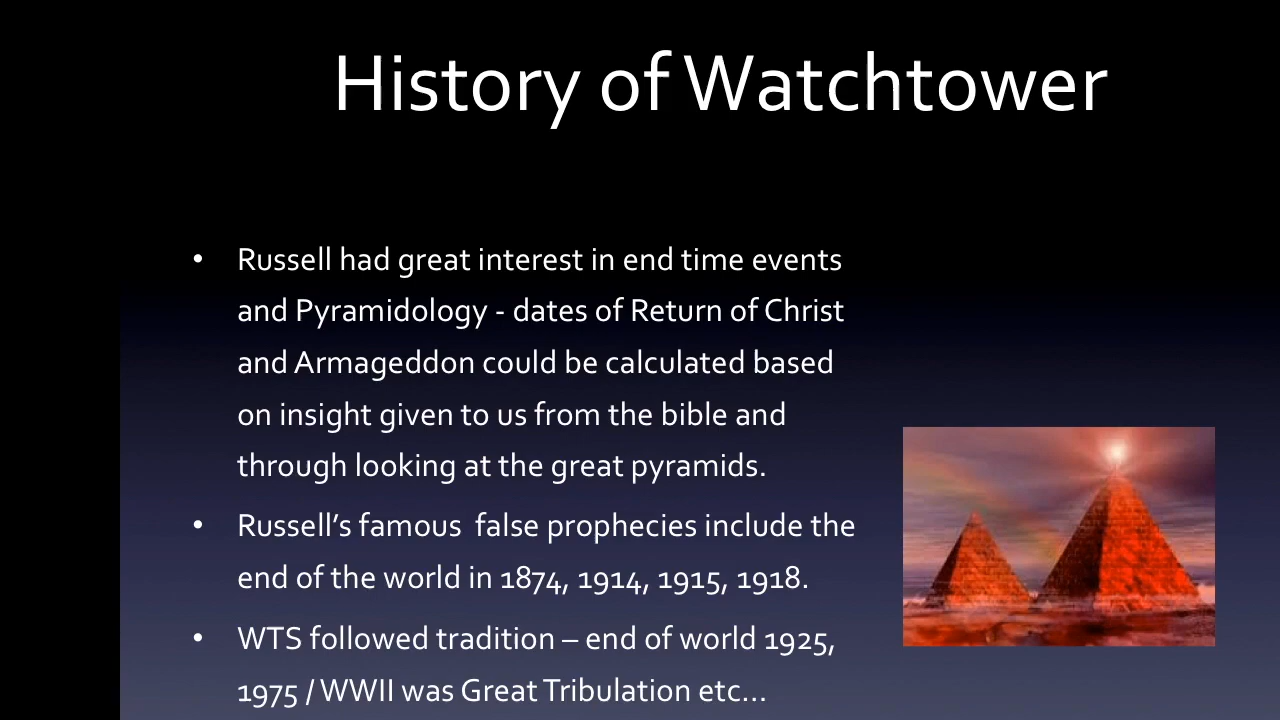 History of Watchtower
• Russell had great interest in end time events
and Pyramidology - dates of Return of Christ
and Armageddon could be calculated based
on insight given to us from the bible and
through looking at the great pyramids.
• Russell’s famous  false prophecies include the
end of the world in 1874, 1914, 1915, 1918.
• WTS followed tradition – end of world 1925,
1975 / WWII was Great Tribulation etc...